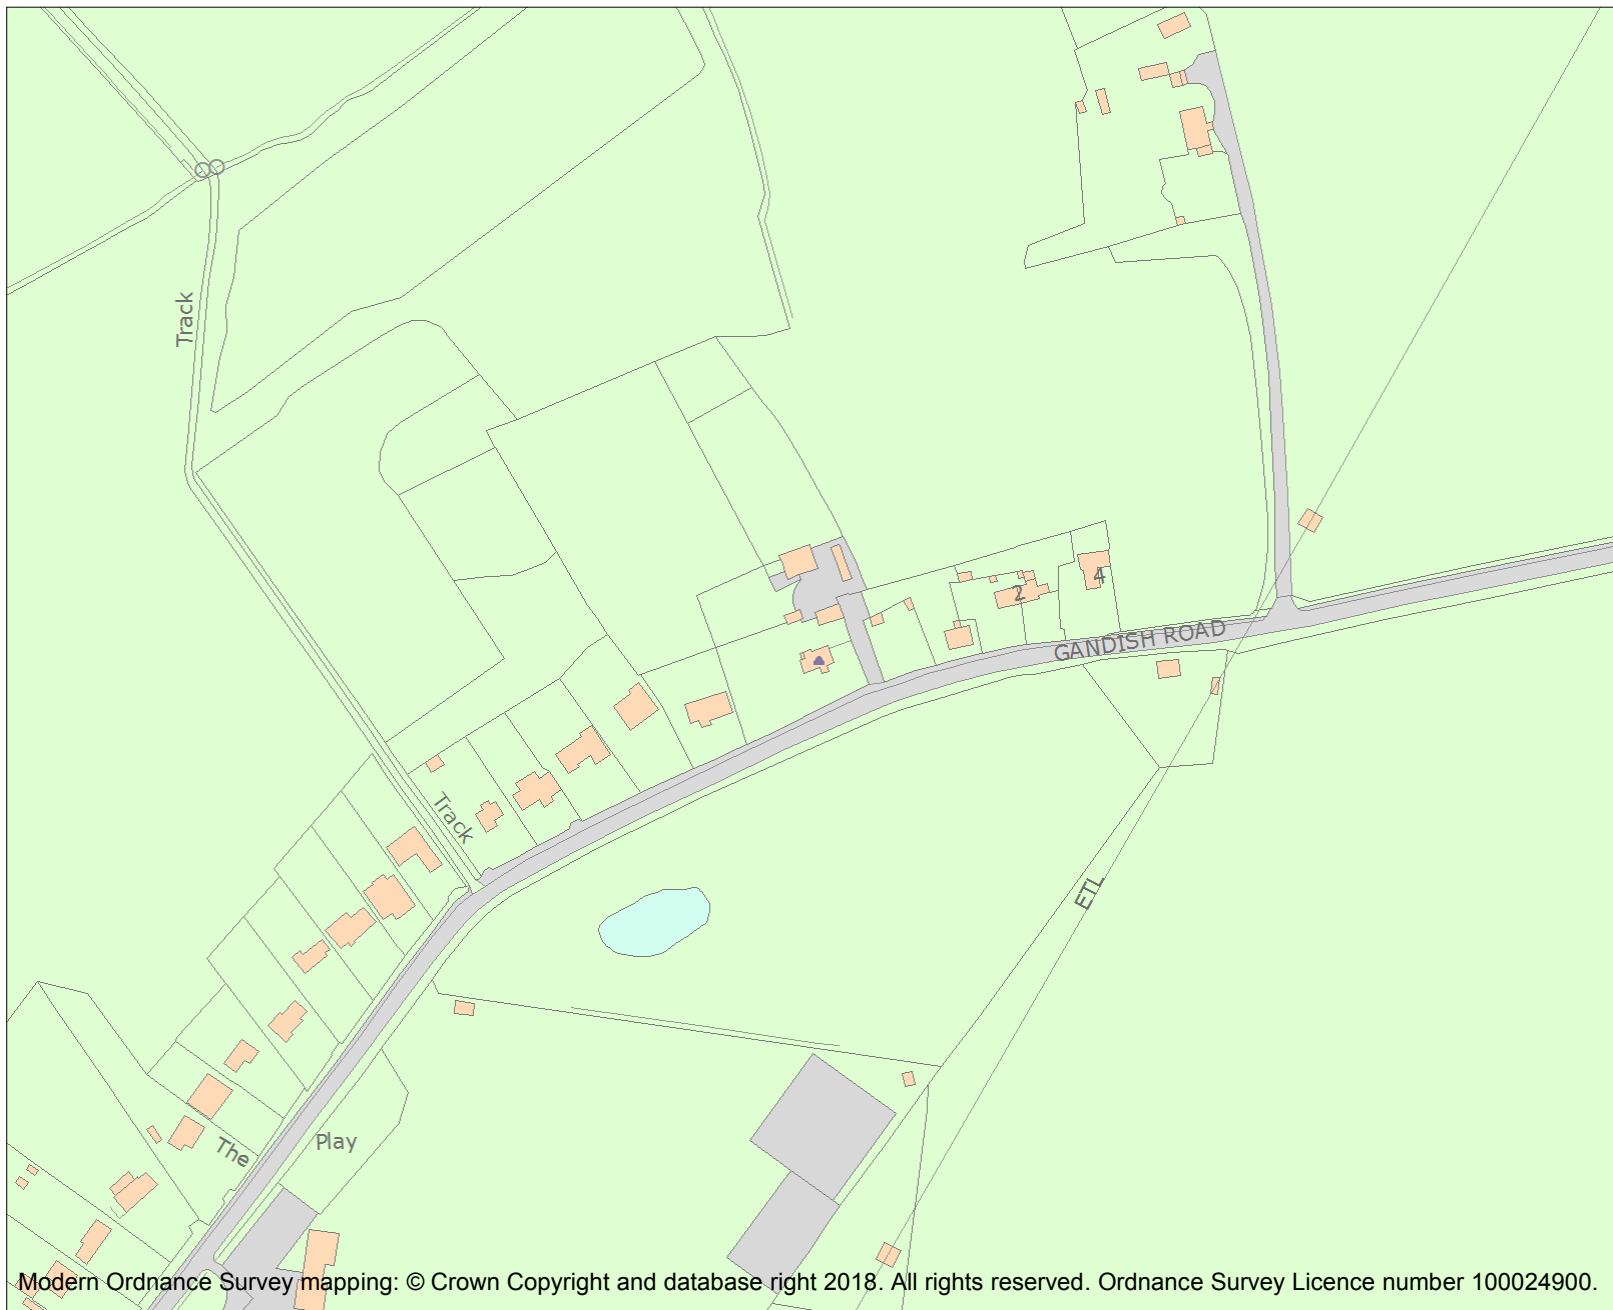 Track
2
4
GANDISH ROAD
Track
ETL
The
Play
Modern Ordnance Survey mapping: © Crown Copyright and database right 2018. All rights reserved. Ordnance Survey Licence number 100024900.